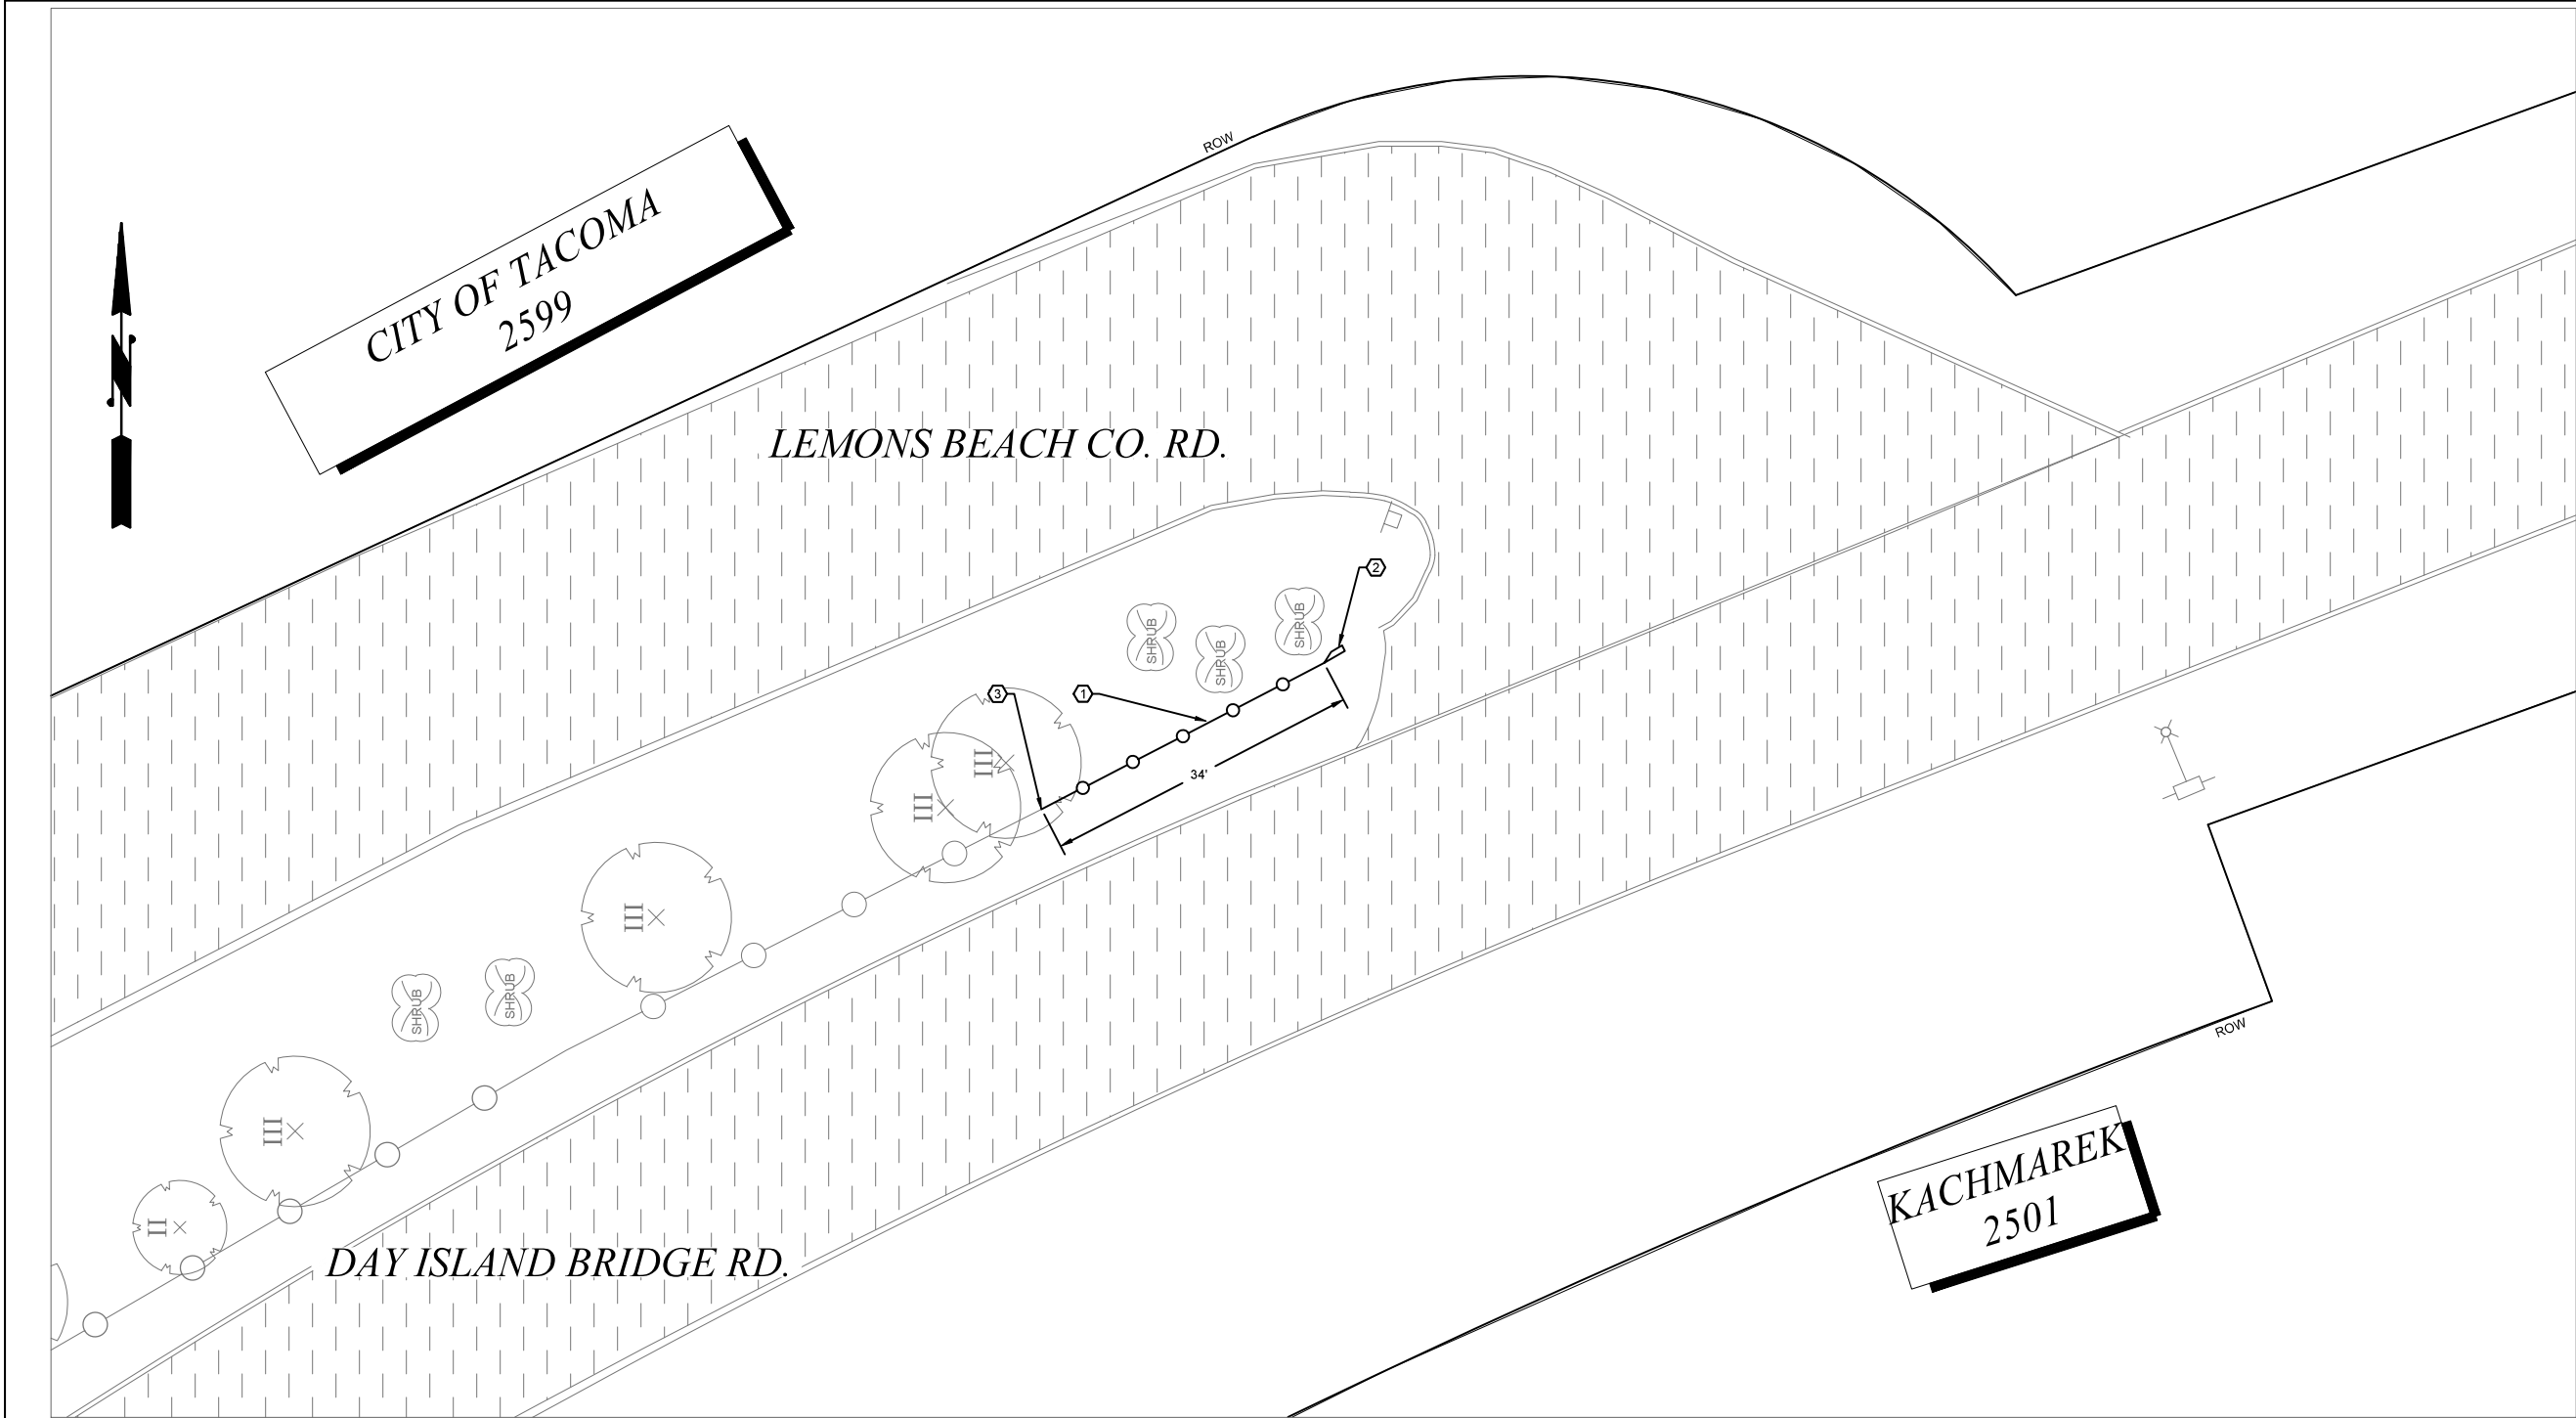 ROW
CITY OF TACOMA
2599
N
LEMONS BEACH CO. RD.
2
SHRUB
SHRUB
SHRUB
3
1
III
III
34'
III
SHRUB
SHRUB
III
II
ROW
KACHMAREK
2501
DAY ISLAND BRIDGE RD.